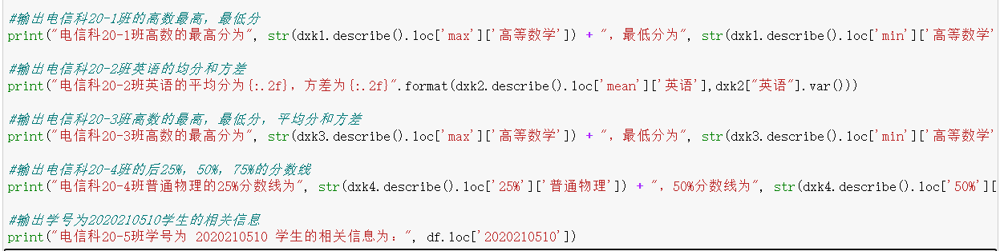 #输出电信科20-1班的高数最高，最低分
print("电信科20-1班高数的最高分为", str(dxk1.describe().loc['max']['高等数学']) + "，最低分为", str(dxk1.describe().loc['min']['高等数学'
#输出电信科20-2班英语的均分和方差
print("电信科20-2班英语的平均分为{:.2f}，方差为{:.2f}".format(dxk2.describe().loc['mean']['英语'],dxk2["英语"].var()))
#输出电信科20-3班高数的最高，最低分，平均分和方差
print("电信科20-3班高数的最高分为", str(dxk3.describe().loc['max']['高等数学']) + "，最低分为", str(dxk3.describe().loc['min']['高等数学'
#输出电信科20-4班的后25%，50%，75%的分数线
print("电信科20-4班普通物理的25%分数线为", str(dxk4.describe().loc['25%']['普通物理']) + "，50%分数线为", str(dxk4.describe().loc['50%'][
#输出学号为2020210510学生的相关信息
print("电信科20-5班学号为 2020210510 学生的相关信息为：", df.loc['2020210510'])